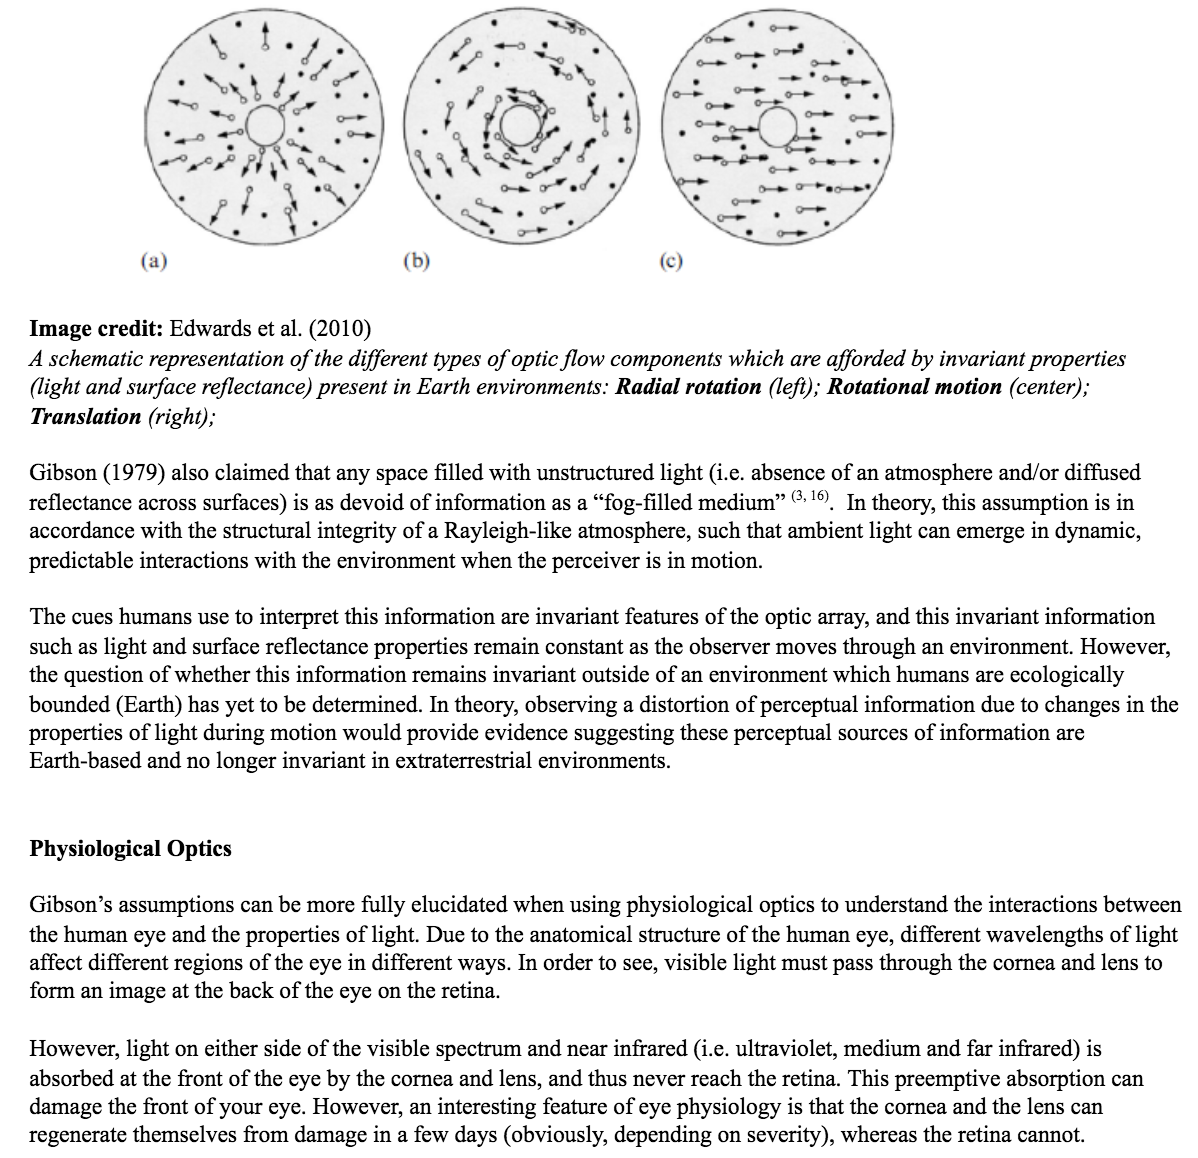 (a) (b) (c)
Image credit: Edwards et al. (2010)
A schematic representation of the different types of optic flow components which are afforded by invariant properties
(light and surface reflectance) present in Earth environments: Radial rotation (left); Rotational motion (center);
Translation (right);
Gibson (1979) also claimed that any space filled with unstructured light (i.e. absence of an atmosphere and/or diffused
reflectance across surfaces) is as devoid of information as a “fog-filled medium” (3, 16). In theory, this assumption is in
accordance with the structural integrity of a Rayleigh-like atmosphere, such that ambient light can emerge in dynamic,
predictable interactions with the environment when the perceiver is in motion.
The cues humans use to interpret this information are invariant features of the optic array, and this invariant information
such as light and surface reflectance properties remain constant as the observer moves through an environment. However,
the question of whether this information remains invariant outside of an environment which humans are ecologically
bounded (Earth) has yet to be determined. In theory, observing a distortion of perceptual information due to changes in the
properties of light during motion would provide evidence suggesting these perceptual sources of information are
Earth-based and no longer invariant in extraterrestrial environments.
Physiological Optics
Gibson’s assumptions can be more fully elucidated when using physiological optics to understand the interactions between
the human eye and the properties of light. Due to the anatomical structure of the human eye, different wavelengths of light
affect different regions of the eye in different ways. In order to see, visible light must pass through the cornea and lens to
form an image at the back of the eye on the retina.
However, light on either side of the visible spectrum and near infrared (i.e. ultraviolet, medium and far infrared) is
absorbed at the front of the eye by the cornea and lens, and thus never reach the retina. This preemptive absorption can
damage the front of your eye. However, an interesting feature of eye physiology is that the cornea and the lens can
regenerate themselves from damage in a few days (obviously, depending on severity), whereas the retina cannot.